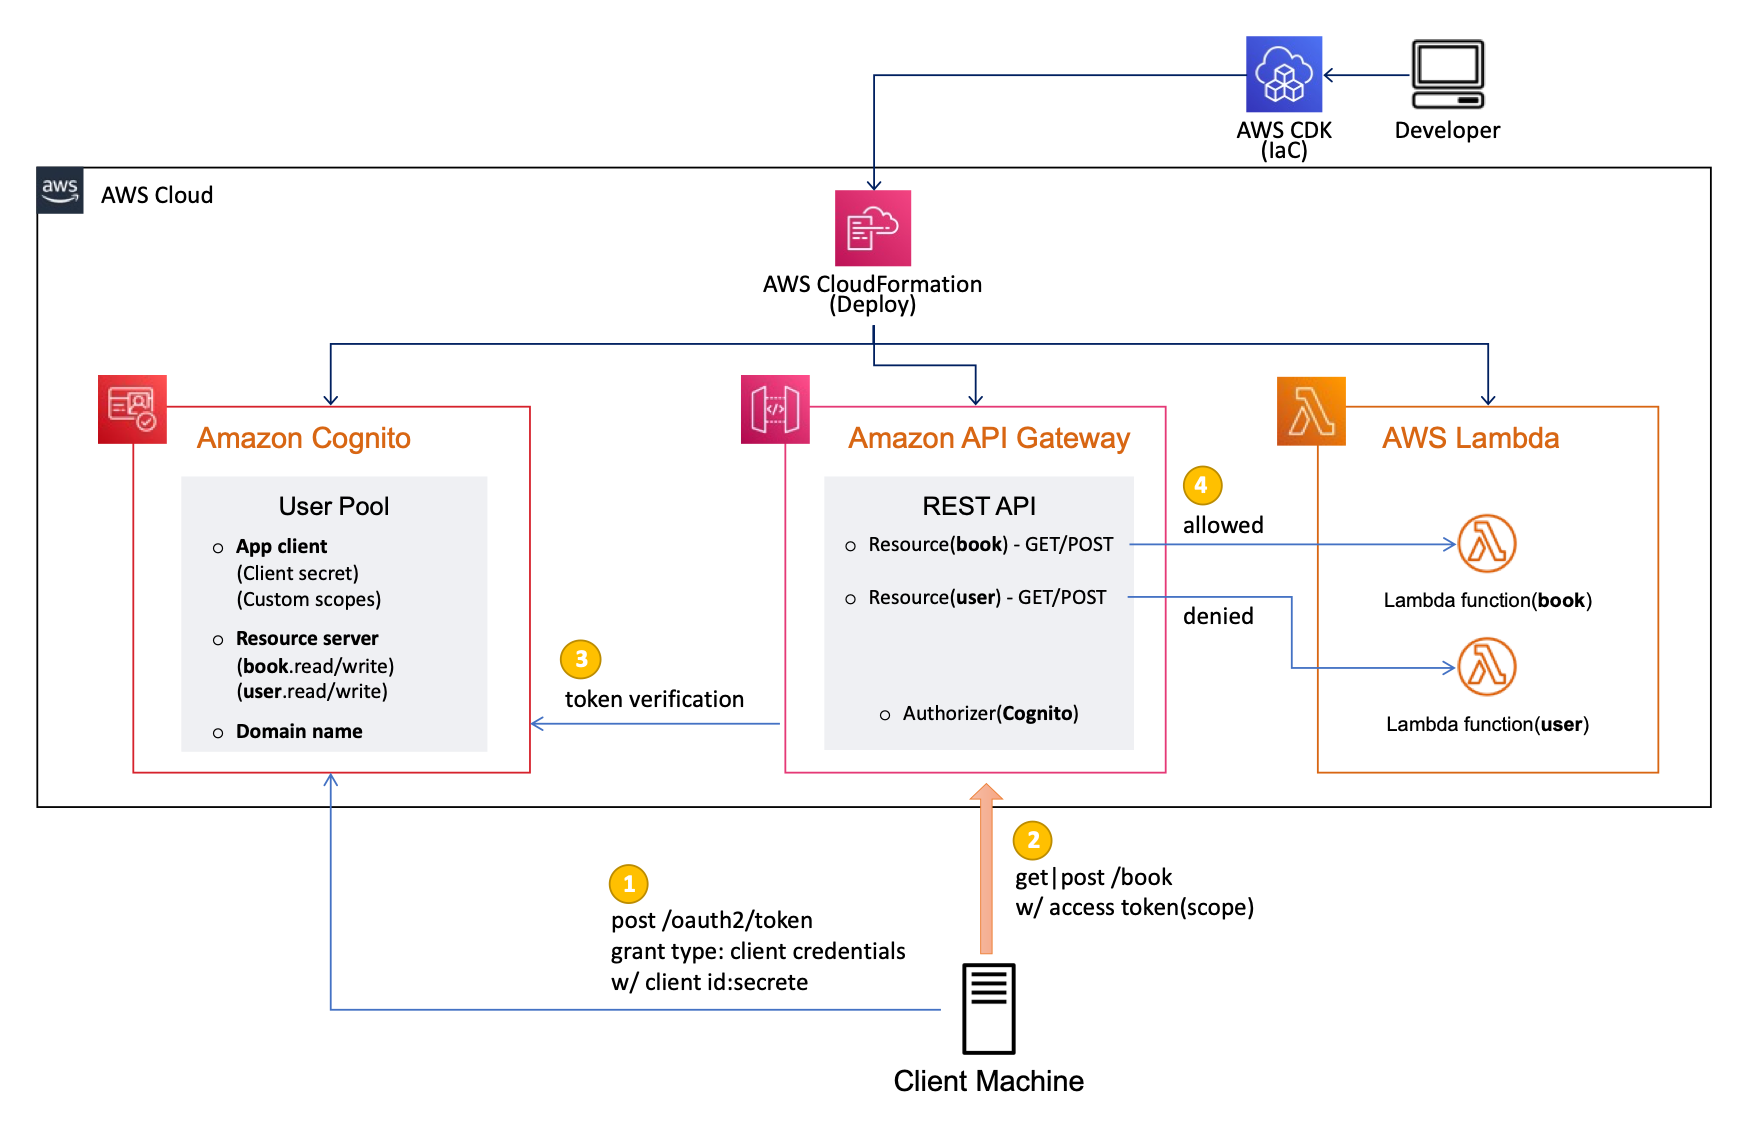 AWS CDK
(IaC)
Developer
aws
AWS Cloud
AWS CloudFormation
(Deploy)
Amazon Cognito
User Pool
App client
(Client secret)
(Custom scopes)
Resource server
(book.read/write)
(user.read/write)
Domain name
3
token verification
Amazon API Gateway
REST API
Resource(book) - GET/POST
Resource(user) - GET/POST
Authorizer(Cognito)
4
allowed
denied
AWS Lambda
Lambda function(book)
Lambda function(user)
1
post /oauth2/token
grant type: client credentials
w/ client id:secrete
2
get|post /book
w/ access token(scope)
Client Machine